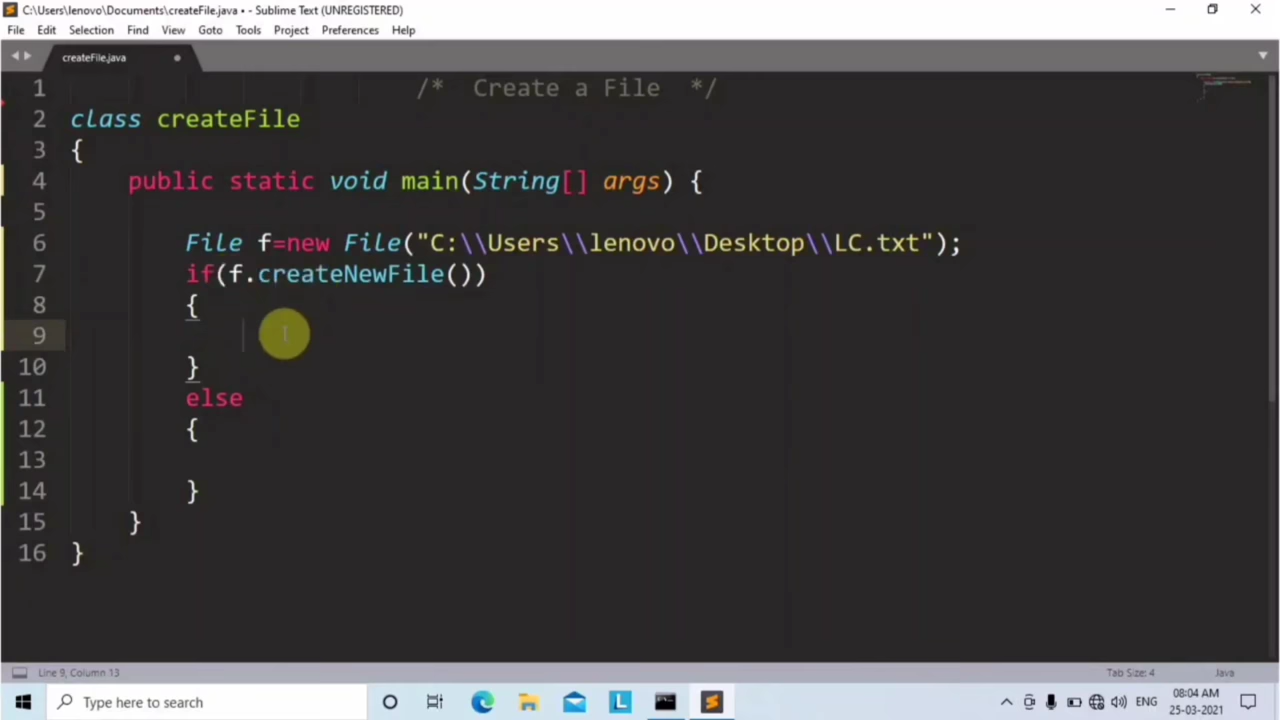 C:\Users\lenovo\Documents\createFile.java • - Sublime Text (UNREGISTERED)
File Edit Selection Find View Goto Tools Project Preferences Help
createFile.java
1 /* Create a File */
2 class createFile
3 {
4 public static void main(String[] args) {
5
6 File f=new File("C:\\Users\\lenovo\\Desktop\\LC.txt");
7 if(f.createNewFile())
8 {
9
10 }
11 else
12 {
13
14 }
15 }
16 }
Line 9, Column 13 Tab Size: 4 Java
Type here to search L ENG 08:04 AM
25-03-2021